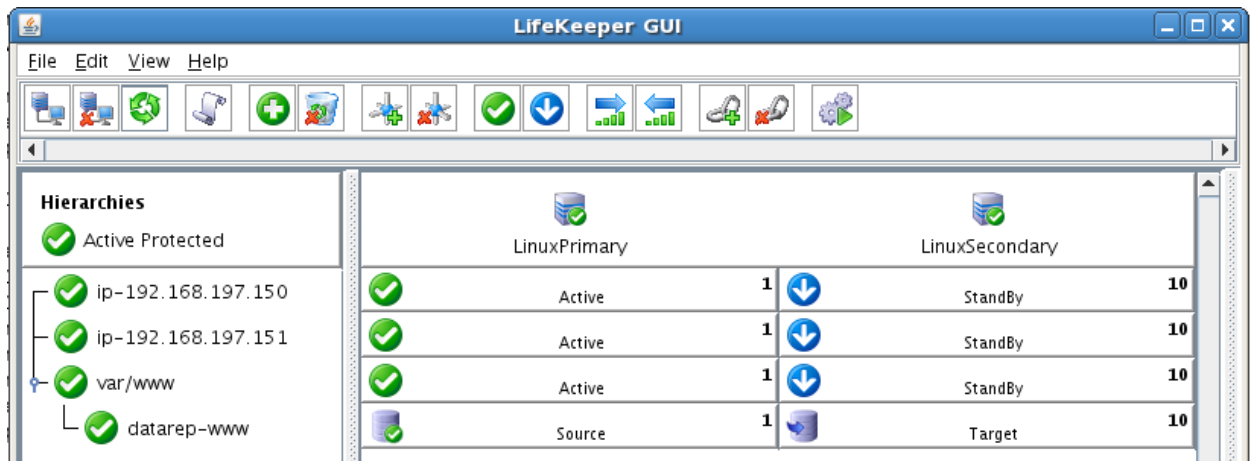 LifeKeeper GUI
File Edit View Help
Hierarchies
Active Protected
LinuxPrimary LinuxSecondary
ip-192.168.197.150 Active 1 StandBy 10
ip-192.168.197.151 Active 1 StandBy 10
var/www Active 1 StandBy 10
datarep-www Source 1 Target 10